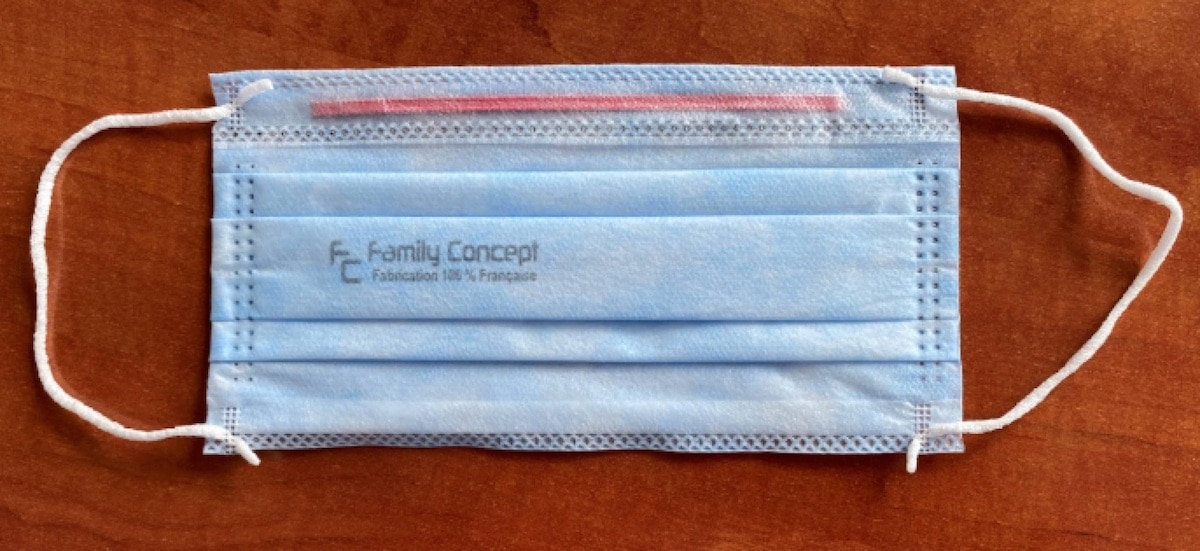 FC Family Concept
Fabrication 100 % Française